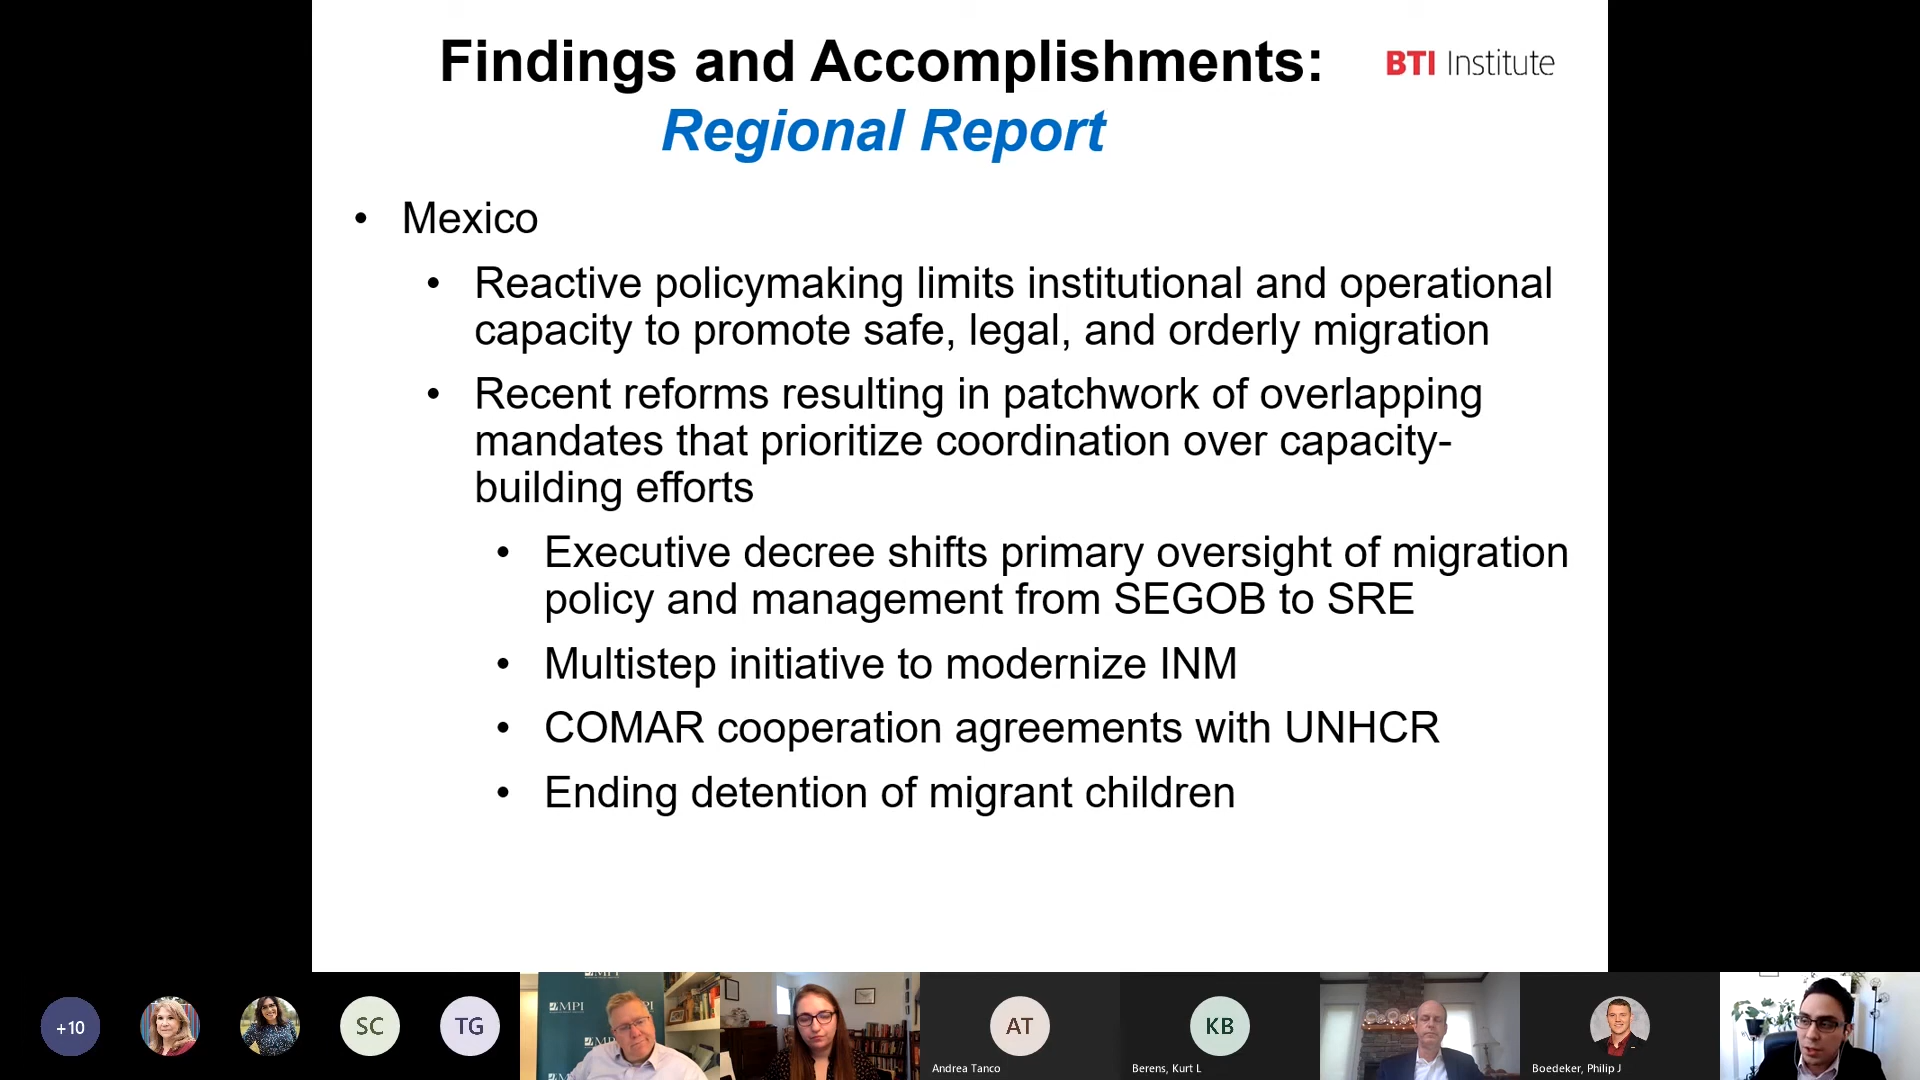 Findings and Accomplishments:
BTI Institute
Regional Report
• Mexico
• Reactive policymaking limits institutional and operational
capacity to promote safe, legal, and orderly migration
• Recent reforms resulting in patchwork of overlapping
mandates that prioritize coordination over capacity-
building efforts
• Executive decree shifts primary oversight of migration
policy and management from SEGOB to SRE
• Multistep initiative to modernize INM
• COMAR cooperation agreements with UNHCR
• Ending detention of migrant children
+10
SC
TG
MPI
AT
Andrea Tanco
KB
Berens, Kurt L
Boedeker, Philip J